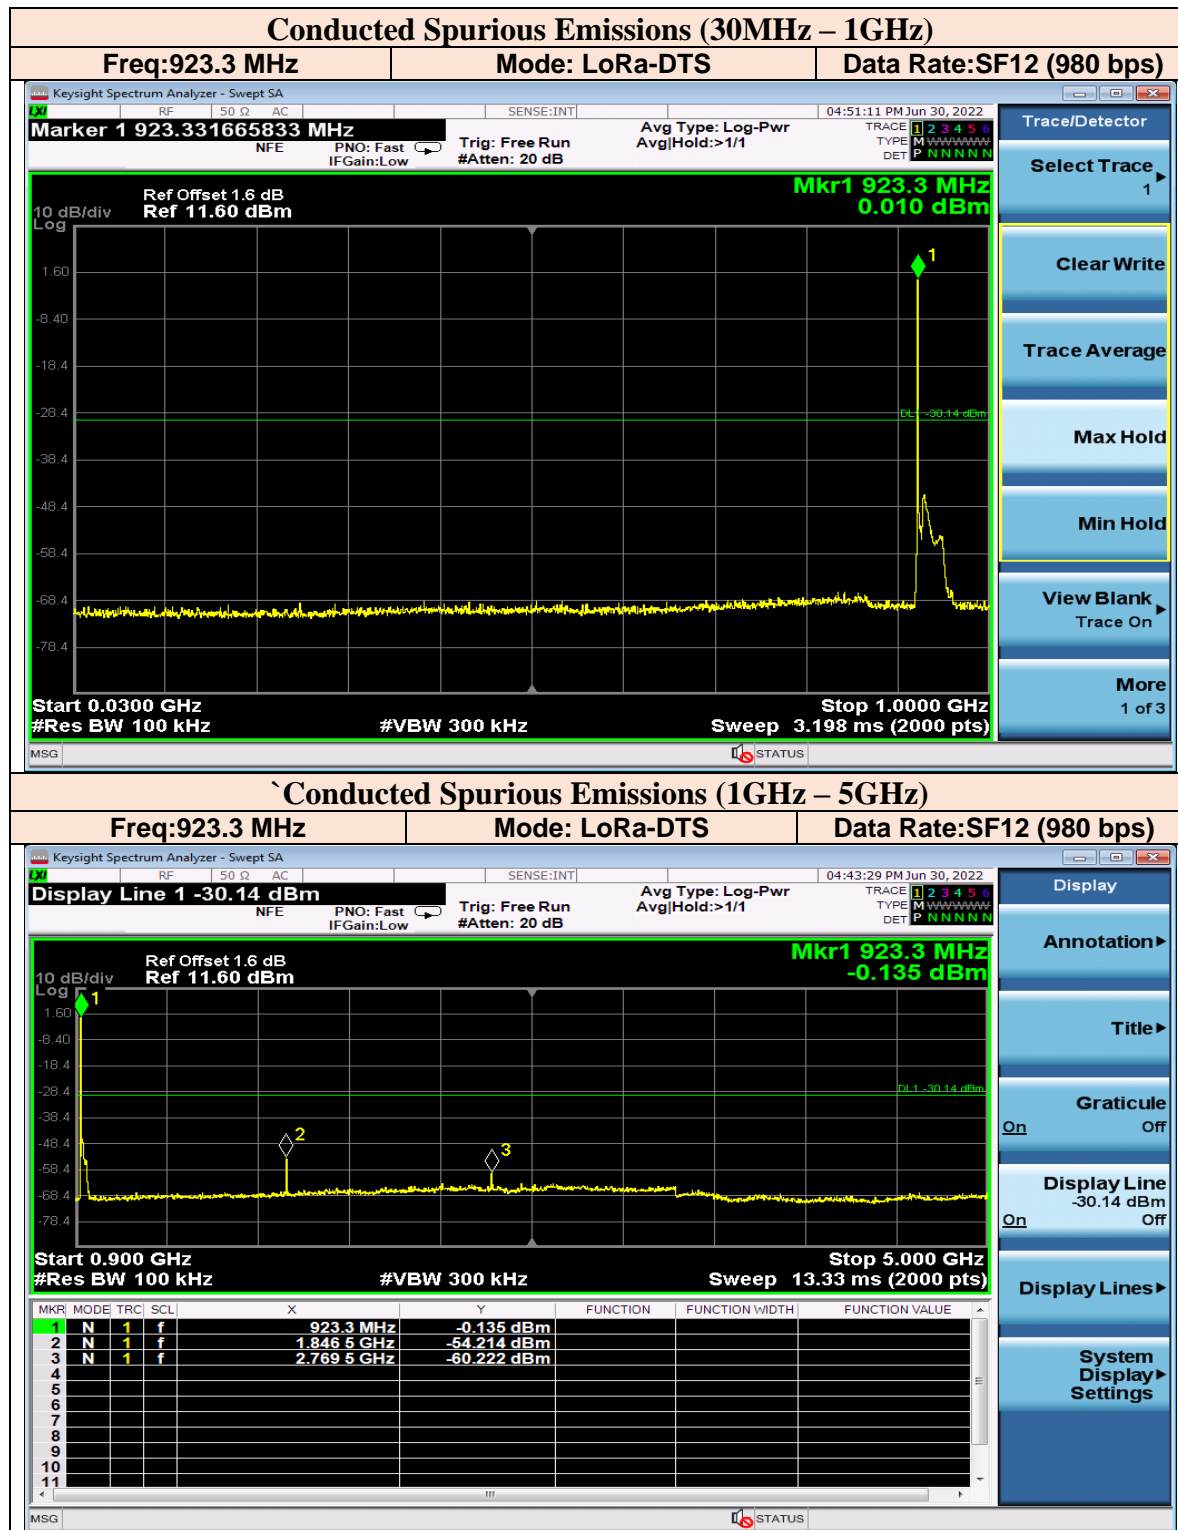 Conducted Spurious Emissions (30MHz – 1GHz)
Freq:923.3 MHz Mode: LoRa-DTS Data Rate:SF12 (980 bps)
Keysight Spectrum Analyzer - Swept SA
LXI RF 50 Ω AC SENSE:INT 04:51:11 PM Jun 30, 2022
Marker 1 923.331665833 MHz
NFE PNO: Fast IFGain:Low
Trig: Free Run
#Atten: 20 dB
Avg Type: Log-Pwr
Avg|Hold:>1/1
TRACE 1 2 3 4 5 6
TYPE M W W W W W
DET P N N N N N
Trace/Detector
Select Trace
1
Clear Write
Trace Average
Max Hold
Min Hold
View Blank
Trace On
More
1 of 3
Mkr1 923.3 MHz
0.010 dBm
Ref Offset 1.6 dB
10 dB/div Ref 11.60 dBm
Log
1
1.60
-8.40
-18.4
-28.4
DL1 -30.14 dBm
-38.4
-48.4
-58.4
-68.4
-78.4
Start 0.0300 GHz Stop 1.0000 GHz
#Res BW 100 kHz #VBW 300 kHz Sweep 3.198 ms (2000 pts)
MSG STATUS
`Conducted Spurious Emissions (1GHz – 5GHz)
Freq:923.3 MHz Mode: LoRa-DTS Data Rate:SF12 (980 bps)
Keysight Spectrum Analyzer - Swept SA
LXI RF 50 Ω AC SENSE:INT 04:43:29 PM Jun 30, 2022
Display Line 1 -30.14 dBm
NFE PNO: Fast IFGain:Low
Trig: Free Run
#Atten: 20 dB
Avg Type: Log-Pwr
Avg|Hold:>1/1
TRACE 1 2 3 4 5 6
TYPE M W W W W W
DET P N N N N N
Display
Annotation
Title
Graticule
On Off
Display Line
-30.14 dBm
On Off
Display Lines
System
Display
Settings
Mkr1 923.3 MHz
-0.135 dBm
Ref Offset 1.6 dB
10 dB/div Ref 11.60 dBm
Log
1
1.60
-8.40
-18.4
-28.4
DL1 -30.14 dBm
-38.4
-48.4
2
3
-58.4
-68.4
-78.4
Start 0.900 GHz Stop 5.000 GHz
#Res BW 100 kHz #VBW 300 kHz Sweep 13.33 ms (2000 pts)
MKR MODE TRC SCL X Y FUNCTION FUNCTION WIDTH FUNCTION VALUE
1 N 1 f 923.3 MHz -0.135 dBm
2 N 1 f 1.846 5 GHz -54.214 dBm
3 N 1 f 2.769 5 GHz -60.222 dBm
4
5
6
7
8
9
10
11
MSG STATUS